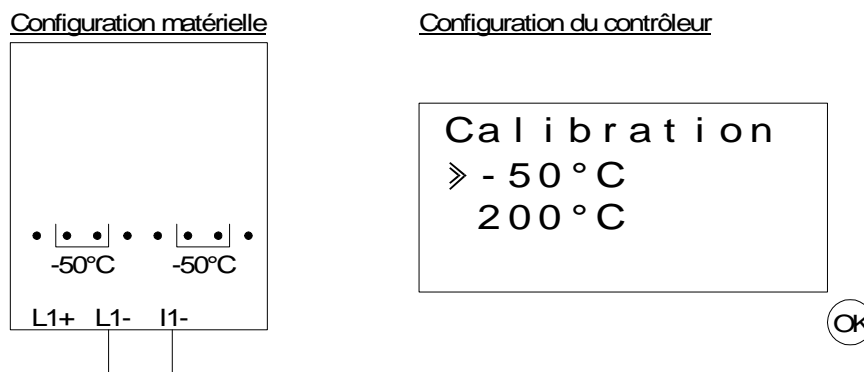 Configuration matérielle
-50°C -50°C
L1+ L1- I1-
Configuration du contrôleur
Calibration
» -50°C
200°C
OK